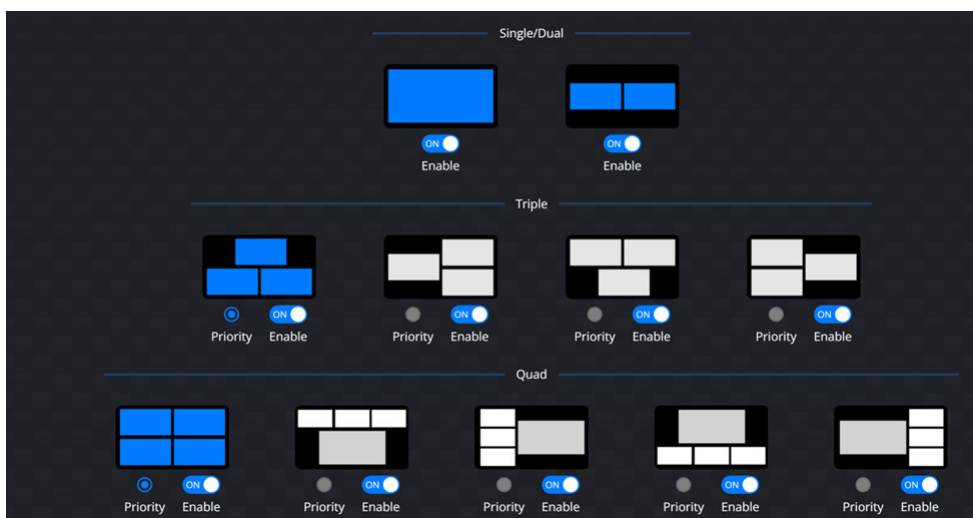 Single/Dual
ON ON
Enable Enable
Triple
ON ON ON ON
Priority Enable Priority Enable Priority Enable Priority Enable
Quad
ON ON ON ON ON
Priority Enable Priority Enable Priority Enable Priority Enable Priority Enable